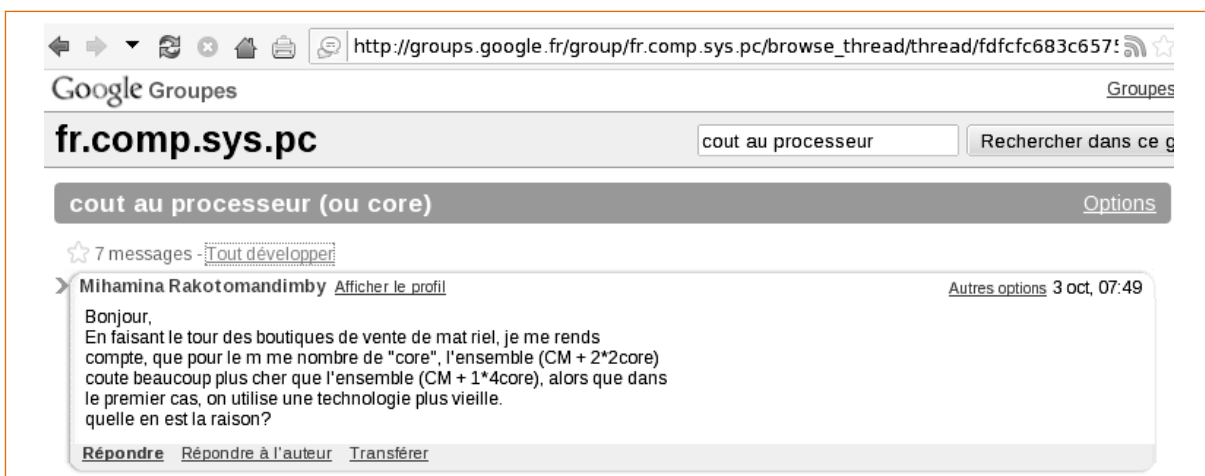 http://groups.google.fr/group/fr.comp.sys.pc/browse_thread/thread/fdfcfc683c657
Google Groupes Groupes
fr.comp.sys.pc cout au processeur Rechercher dans ce g
cout au processeur (ou core) Options
7 messages - Tout développer
Mihamina Rakotomandimby Afficher le profil Autres options 3 oct, 07:49
Bonjour,
En faisant le tour des boutiques de vente de mat riel, je me rends
compte, que pour le m me nombre de "core", l'ensemble (CM + 2*2core)
coute beaucoup plus cher que l'ensemble (CM + 1*4core), alors que dans
le premier cas, on utilise une technologie plus vieille.
quelle en est la raison?
Répondre Répondre à l'auteur Transférer